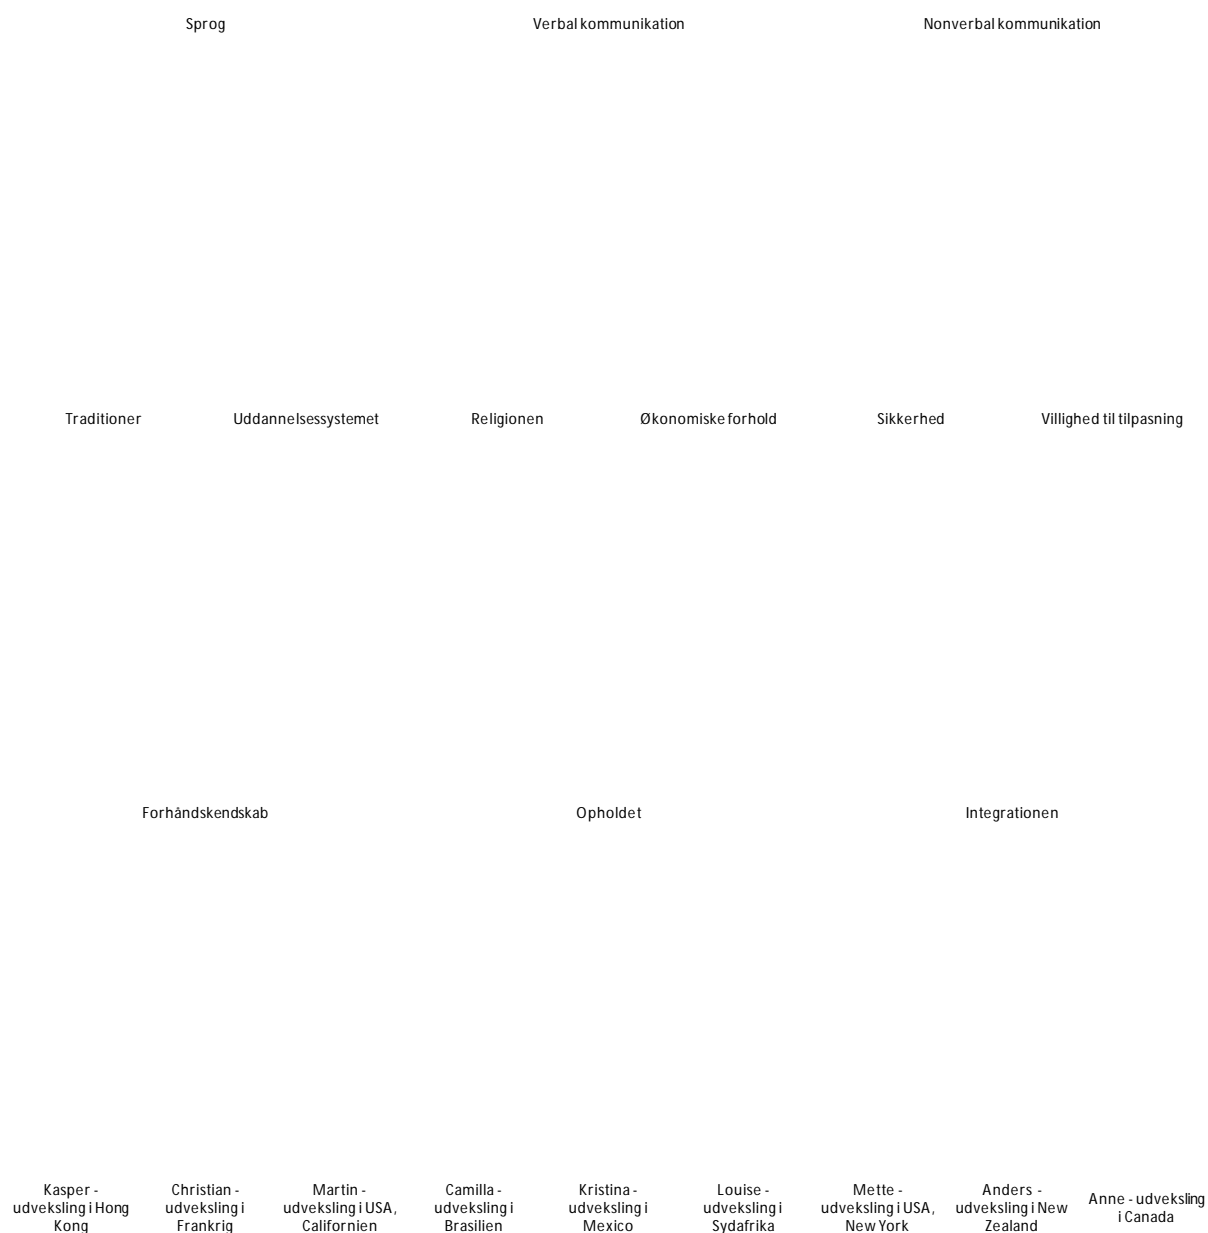 Sprog Verbal kommunikation Nonverbal kommunikation
Traditioner Uddannelsessystemet Religionen Økonomiske forhold Sikkerhed Villighed til tilpasning
Forhåndskendskab Opholdet Integrationen
Kasper -
udveksling i Hong
Kong
Christian -
udveksling i
Frankrig
Martin -
udveksling i USA,
Californien
Camilla -
udveksling i
Brasilien
Kristina -
udveksling i
Mexico
Louise -
udveksling i
Sydafrika
Mette -
udveksling i USA,
New York
Anders -
udveksling i New
Zealand
Anne - udveksling
i Canada